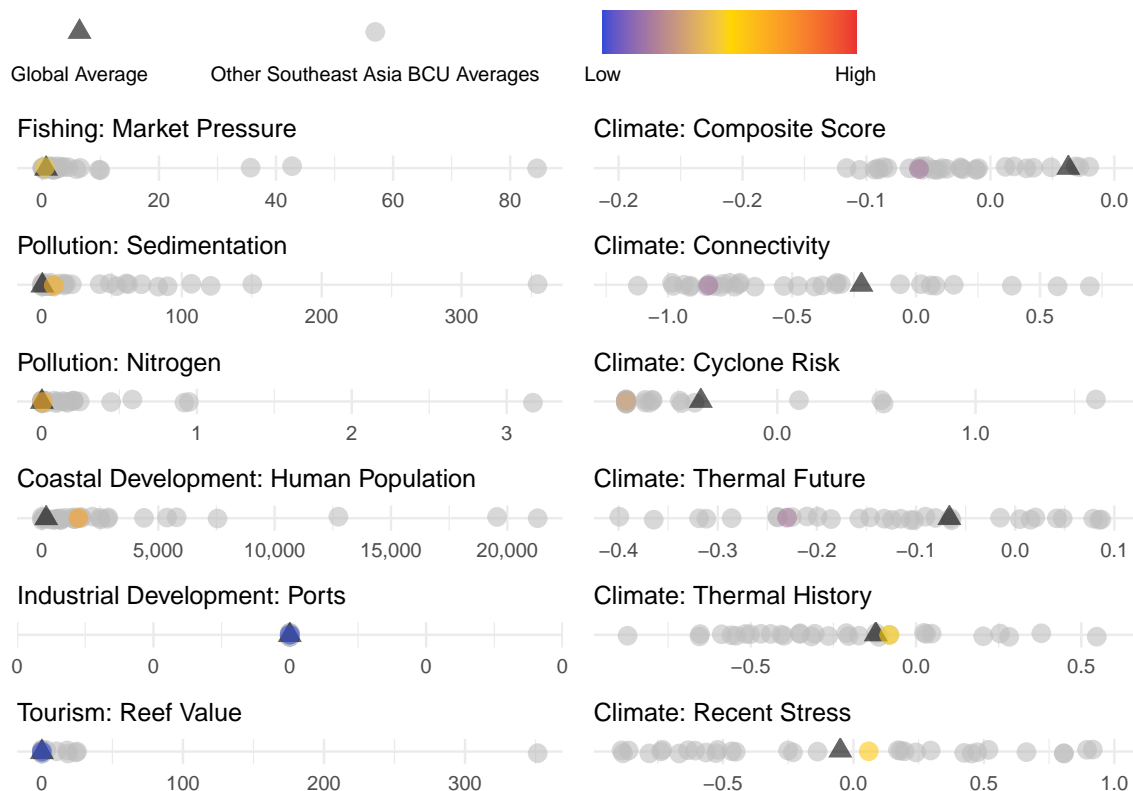 Global Average
Other Southeast Asia BCU Averages
Low
High
Fishing: Market Pressure
0 20 40 60 80
Pollution: Sedimentation
0 100 200 300
Pollution: Nitrogen
0 1 2 3
Coastal Development: Human Population
0 5,000 10,000 15,000 20,000
Industrial Development: Ports
0 0 0 0 0
Tourism: Reef Value
0 100 200 300
Climate: Composite Score
−0.2 −0.2 −0.1 0.0 0.0
Climate: Connectivity
−1.0 −0.5 0.0 0.5
Climate: Cyclone Risk
0.0 1.0
Climate: Thermal Future
−0.4 −0.3 −0.2 −0.1 0.0 0.1
Climate: Thermal History
−0.5 0.0 0.5
Climate: Recent Stress
−0.5 0.0 0.5 1.0